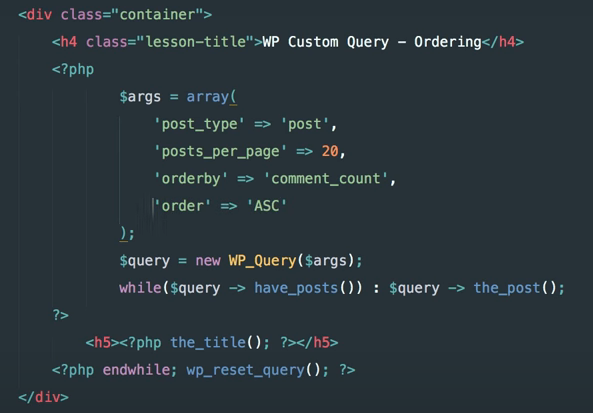 <div class="container">
<h4 class="lesson-title">WP Custom Query - Ordering</h4>
<?php
$args = array(
'post_type' => 'post',
'posts_per_page' => 20,
'orderby' => 'comment_count',
'order' => 'ASC'
);
$query = new WP_Query($args);
while($query -> have_posts()) : $query -> the_post();
?>
<h5><?php the_title(); ?></h5>
<?php endwhile; wp_reset_query(); ?>
</div>